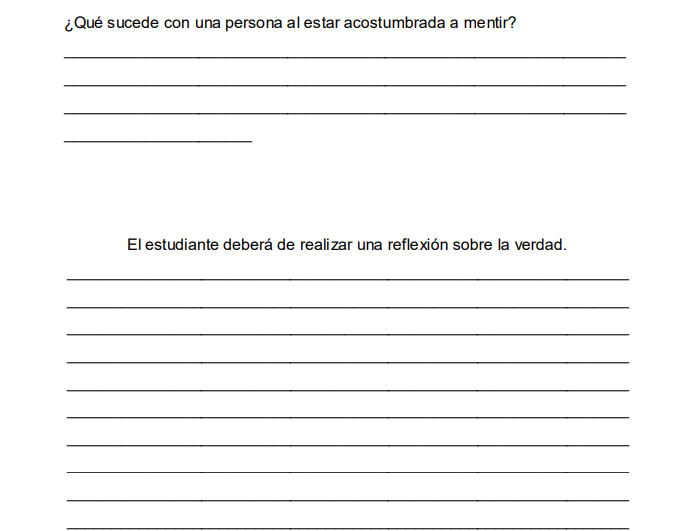 ¿Qué sucede con una persona al estar acostumbrada a mentir?
El estudiante deberá de realizar una reflexión sobre la verdad.